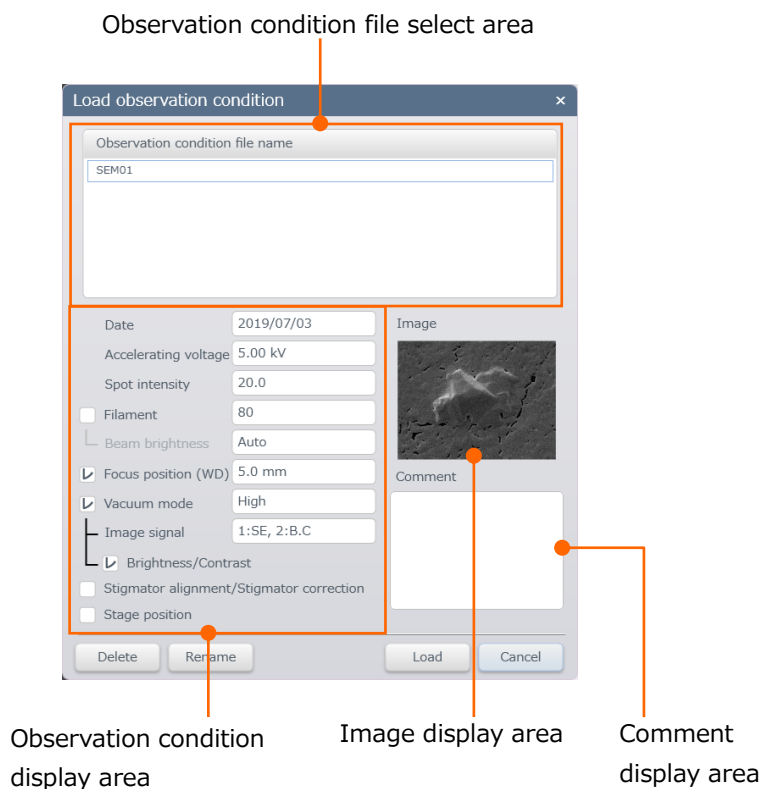 Observation condition file select area
Load observation condition ×
Observation condition file name
SEM01
Date 2019/07/03
Accelerating voltage 5.00 kV
Spot intensity 20.0
Filament 80
Beam brightness Auto
Focus position (WD) 5.0 mm
Vacuum mode High
Image signal 1:SE, 2:B.C
Brightness/Contrast
Stigmator alignment/Stigmator correction
Stage position
Image
Comment
Delete Rename Load Cancel
Observation condition
display area
Image display area
Comment
display area